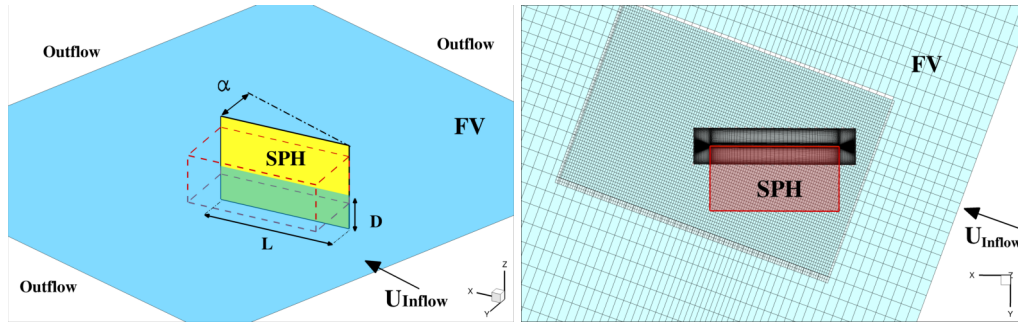 Outflow
Outflow
α
FV
SPH
D
L
Outflow
UInflow
Z
X
Y
FV
SPH
UInflow
X
Z
Y